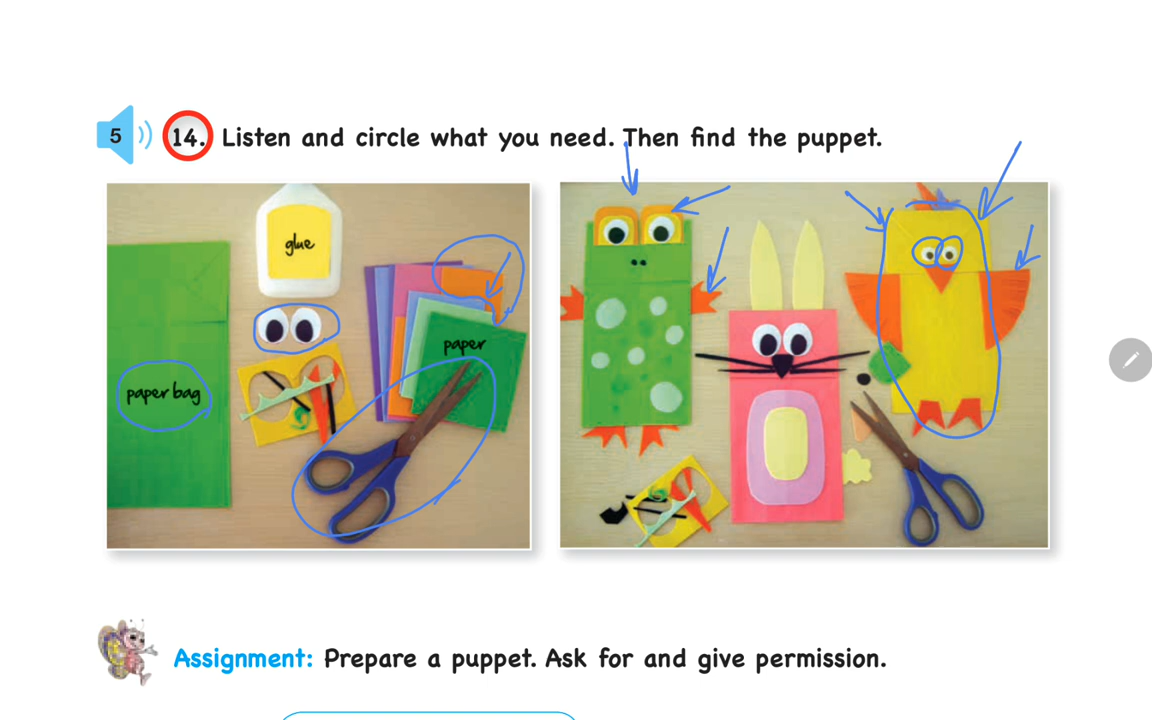 5 14. Listen and circle what you need. Then find the puppet.
glue
paper
paper bag
Assignment: Prepare a puppet. Ask for and give permission.